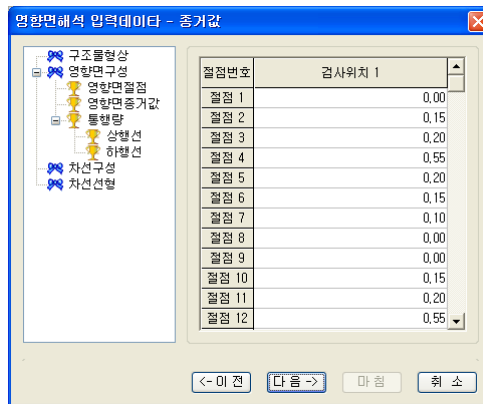 영향면해석 입력데이타 - 종거값
구조물형상
영향면구성
영향면절점
영향면종거값
통행량
상행선
하행선
차선구성
차선선형
절점번호 검사위치 1
절점 1 0,00
절점 2 0,15
절점 3 0,20
절점 4 0,55
절점 5 0,20
절점 6 0,15
절점 7 0,10
절점 8 0,00
절점 9 0,00
절점 10 0,15
절점 11 0,20
절점 12 0,55
<- 이 전 다 음 -> 마 침 취 소